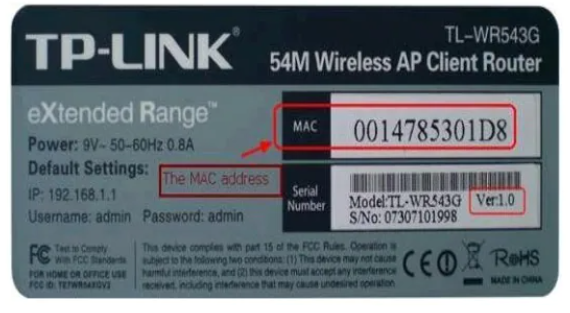 TP-LINK®
TL-WR543G
54M Wireless AP Client Router
eXtended Range™
Power: 9V~ 50-60Hz 0.8A
Default Settings:
IP: 192.168.1.1
Username: admin Password: admin
The MAC address
MAC
0014785301D8
Serial Number
Model:TL-WR543G Ver:1.0
S/No: 07307101998
FC Test to Comply
With FCC Standards
FOR HOME OR OFFICE USE
FCC ID: TE7WR543GV2
This device complies with part 15 of the FCC Rules. Operation is
subject to the following two conditions: (1) This device may not cause
harmful interference, and (2) this device must accept any interference
received, including interference that may cause undesired operation.
CE
RoHS
MADE IN CHINA